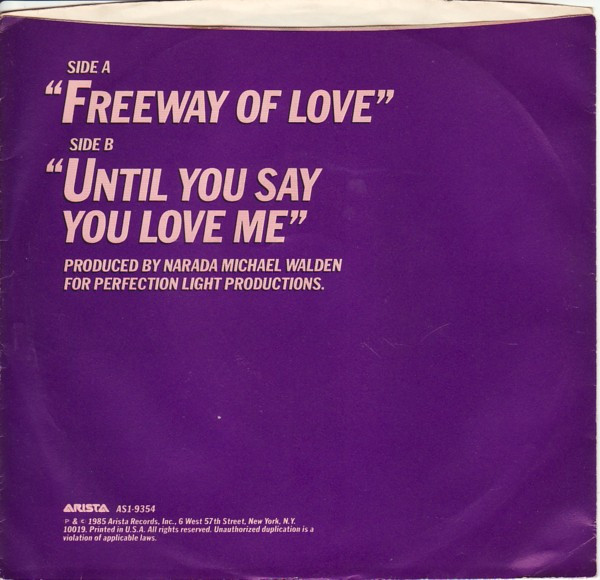 SIDE A
“FREEWAY OF LOVE”
SIDE B
“UNTIL YOU SAY
YOU LOVE ME”
PRODUCED BY NARADA MICHAEL WALDEN
FOR PERFECTION LIGHT PRODUCTIONS.
ARISTA AS1-9354
℗ & © 1985 Arista Records, Inc., 6 West 57th Street, New York, N.Y.
10019. Printed in U.S.A. All rights reserved. Unauthorized duplication is a
violation of applicable laws.